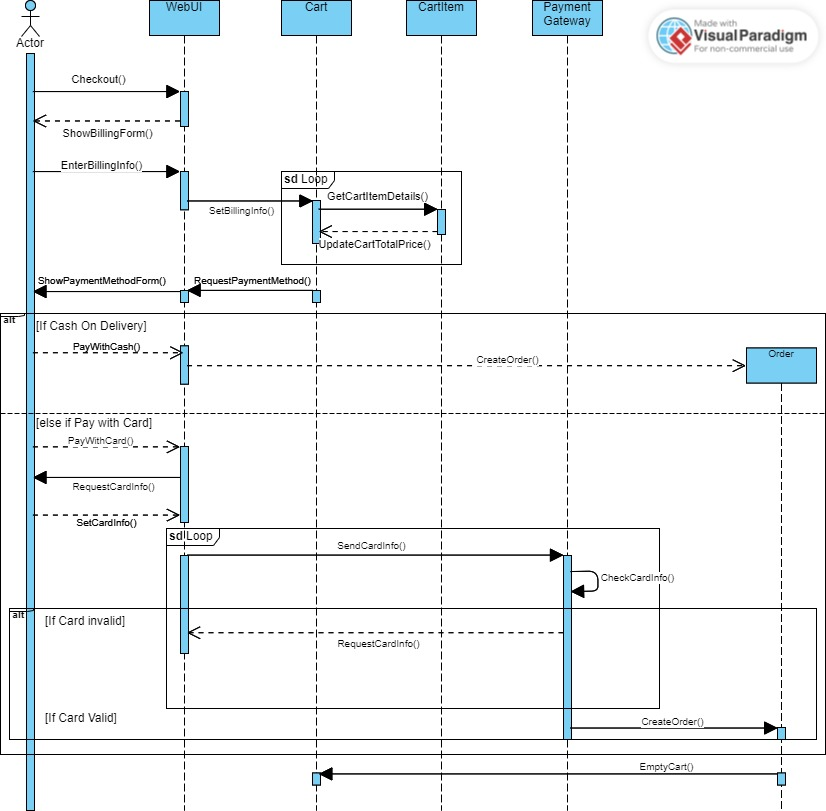 WebUI
Cart
CartItem
Payment
Gateway
Made with
VisualParadigm
For non-commercial use
Actor
Checkout()
ShowBillingForm()
EnterBillingInfo()
sd Loop
GetCartItemDetails()
SetBillingInfo()
UpdateCartTotalPrice()
ShowPaymentMethodForm()
RequestPaymentMethod()
alt
[If Cash On Delivery]
PayWithCash()
CreateOrder()
Order
[else if Pay with Card]
PayWithCard()
RequestCardInfo()
SetCardInfo()
sd Loop
SendCardInfo()
CheckCardInfo()
alt
[If Card invalid]
RequestCardInfo()
[If Card Valid]
CreateOrder()
EmptyCart()